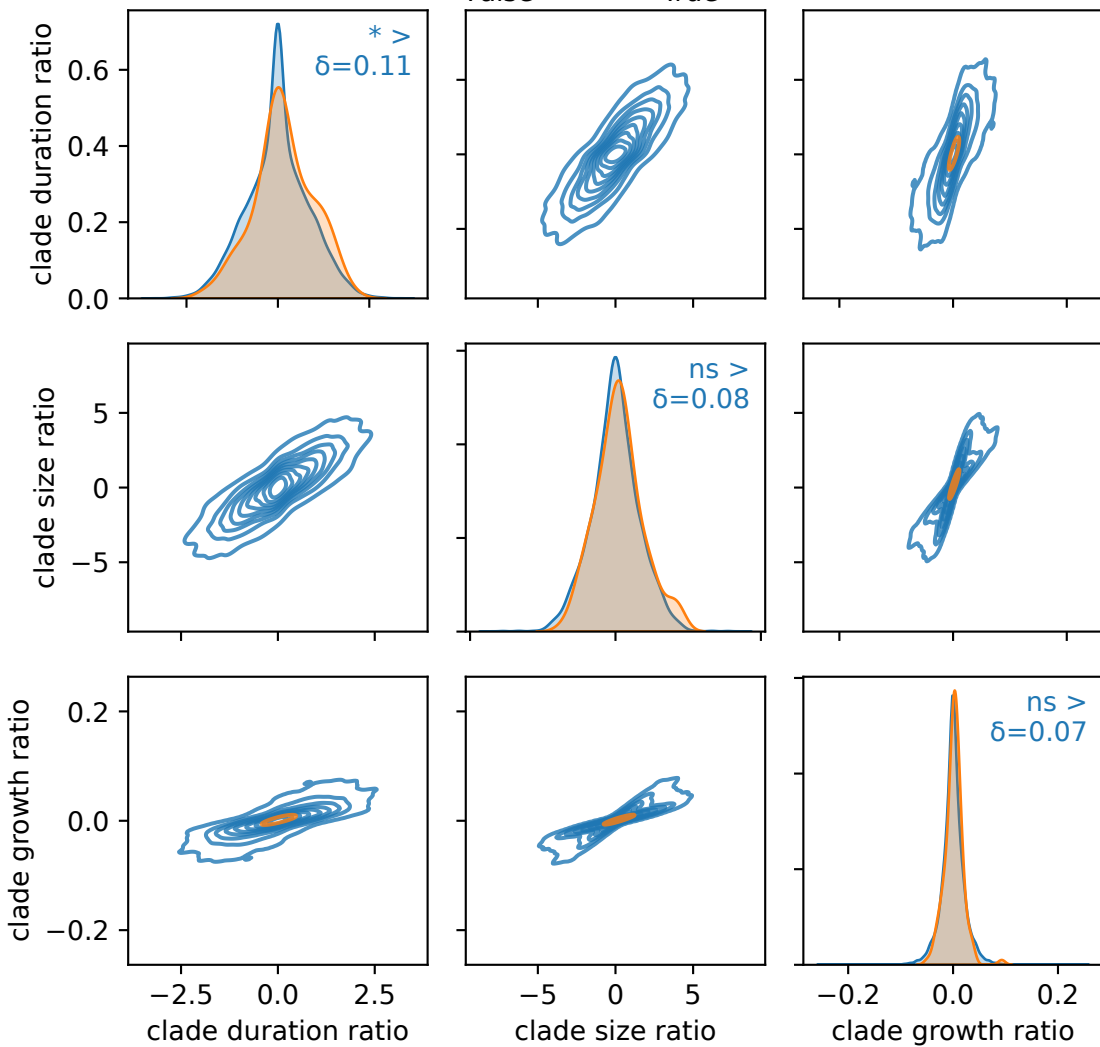 clade duration ratio
0.6
0.4
0.2
0.0
* >
δ=0.11
clade size ratio
5
0
−5
ns >
δ=0.08
clade growth ratio
0.2
0.0
−0.2
ns >
δ=0.07
−2.5 0.0 2.5
−5 0 5
−0.2 0.0 0.2
clade duration ratio
clade size ratio
clade growth ratio